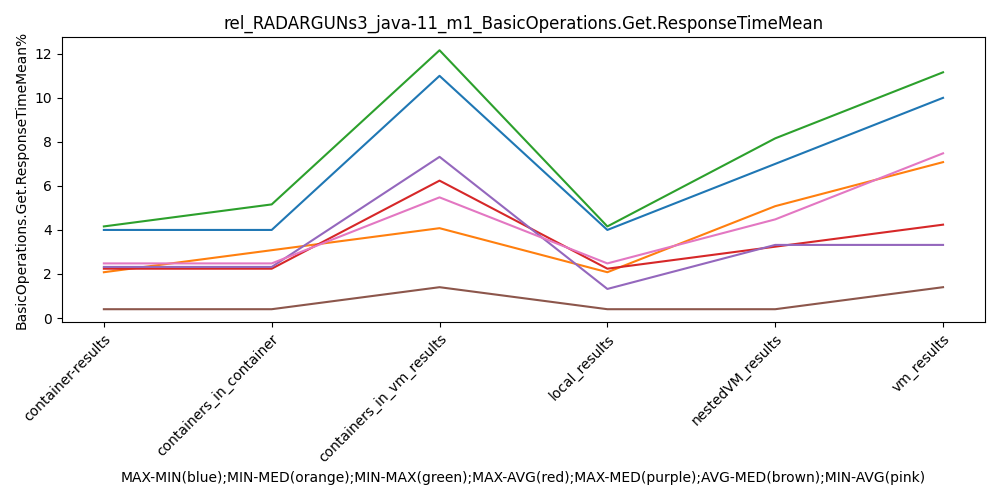 rel_RADARGUNs3_java-11_m1_BasicOperations.Get.ResponseTimeMean
BasicOperations.Get.ResponseTimeMean%
12
10
8
6
4
2
0
container-results
containers_in_container
containers_in_vm_results
local_results
nestedVM_results
vm_results
MAX-MIN(blue);MIN-MED(orange);MIN-MAX(green);MAX-AVG(red);MAX-MED(purple);AVG-MED(brown);MIN-AVG(pink)